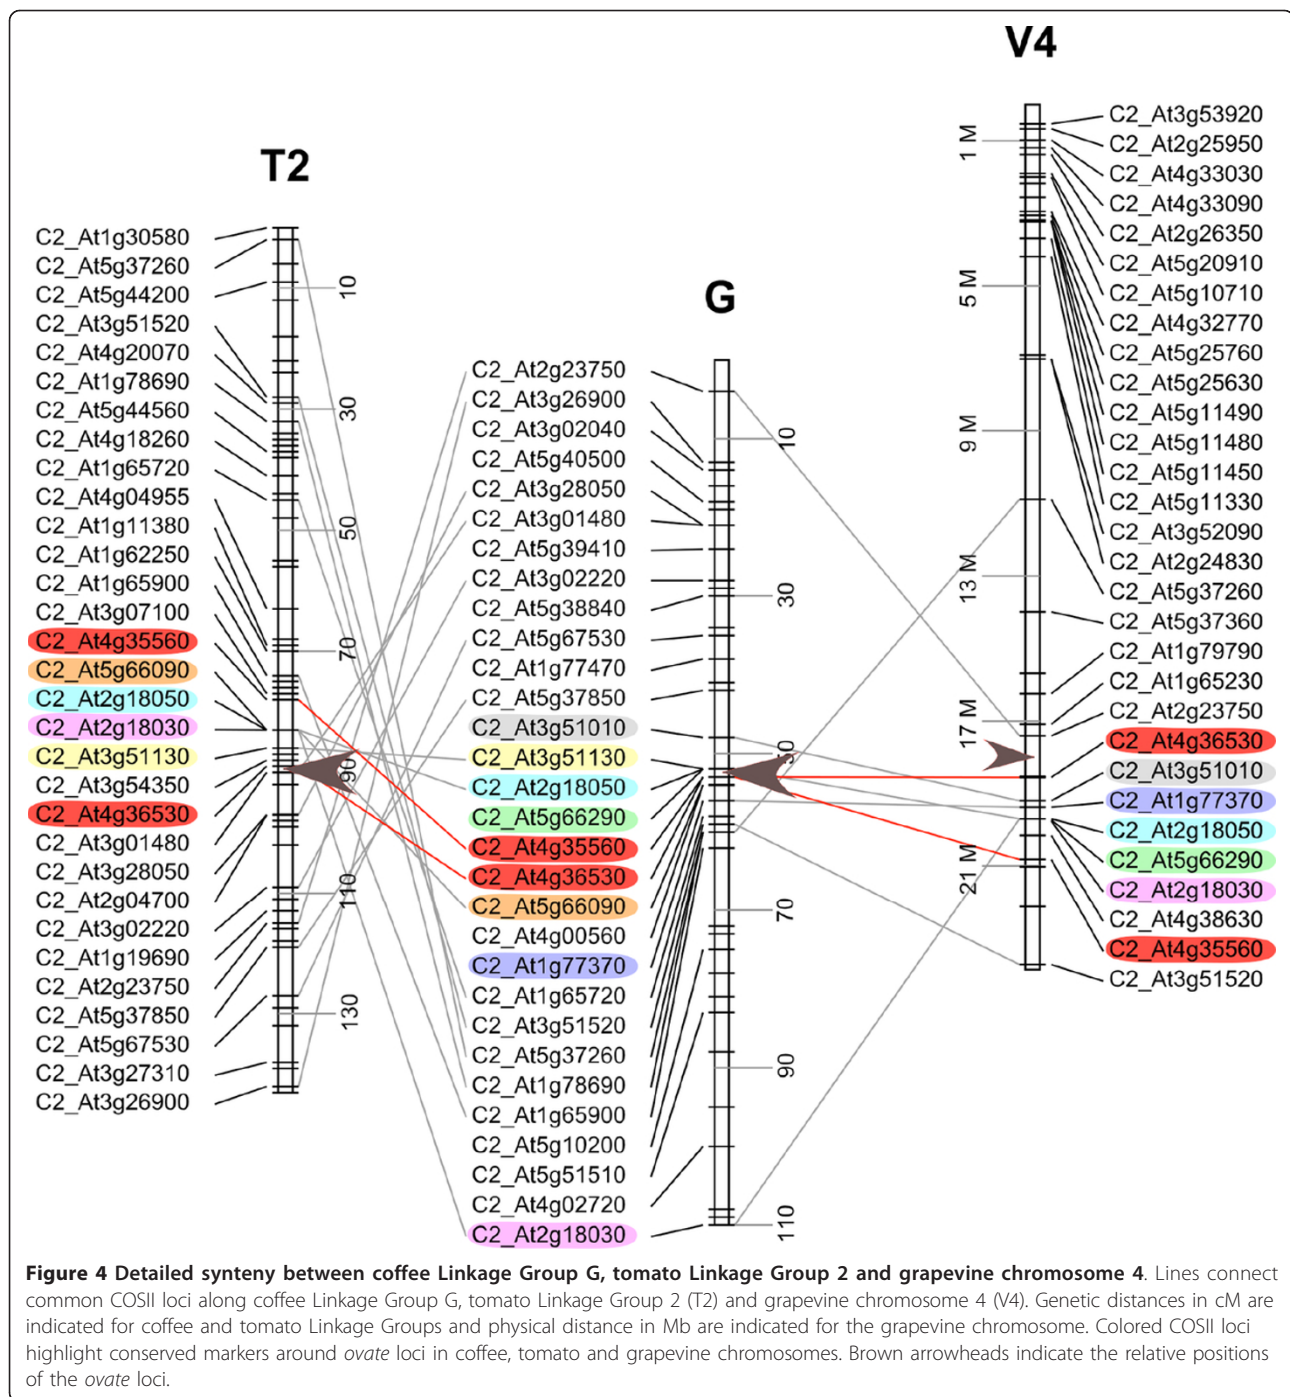 T2
C2_At1g30580
C2_At5g37260
C2_At5g44200
C2_At3g51520
C2_At4g20070
C2_At1g78690
C2_At5g44560
C2_At4g18260
C2_At1g65720
C2_At4g04955
C2_At1g11380
C2_At1g62250
C2_At1g65900
C2_At3g07100
C2_At4g35560
C2_At5g66090
C2_At2g18050
C2_At2g18030
C2_At3g51130
C2_At3g54350
C2_At4g36530
C2_At3g01480
C2_At3g28050
C2_At2g04700
C2_At3g02220
C2_At1g19690
C2_At2g23750
C2_At5g37850
C2_At5g67530
C2_At3g27310
C2_At3g26900
10
30
50
70
90
110
130
G
C2_At2g23750
C2_At3g26900
C2_At3g02040
C2_At5g40500
C2_At3g28050
C2_At3g01480
C2_At5g39410
C2_At3g02220
C2_At5g38840
C2_At5g67530
C2_At1g77470
C2_At5g37850
C2_At3g51010
C2_At3g51130
C2_At2g18050
C2_At5g66290
C2_At4g35560
C2_At4g36530
C2_At5g66090
C2_At4g00560
C2_At1g77370
C2_At1g65720
C2_At3g51520
C2_At5g37260
C2_At1g78690
C2_At1g65900
C2_At5g10200
C2_At5g51510
C2_At4g02720
C2_At2g18030
10
30
50
70
90
110
V4
1 M
5 M
9 M
13 M
17 M
21 M
C2_At3g53920
C2_At2g25950
C2_At4g33030
C2_At4g33090
C2_At2g26350
C2_At5g20910
C2_At5g10710
C2_At4g32770
C2_At5g25760
C2_At5g25630
C2_At5g11490
C2_At5g11480
C2_At5g11450
C2_At5g11330
C2_At3g52090
C2_At2g24830
C2_At5g37260
C2_At5g37360
C2_At1g79790
C2_At1g65230
C2_At2g23750
C2_At4g36530
C2_At3g51010
C2_At1g77370
C2_At2g18050
C2_At5g66290
C2_At2g18030
C2_At4g38630
C2_At4g35560
C2_At3g51520
Figure 4 Detailed synteny between coffee Linkage Group G, tomato Linkage Group 2 and grapevine chromosome 4. Lines connect
common COSII loci along coffee Linkage Group G, tomato Linkage Group 2 (T2) and grapevine chromosome 4 (V4). Genetic distances in cM are
indicated for coffee and tomato Linkage Groups and physical distance in Mb are indicated for the grapevine chromosome. Colored COSII loci
highlight conserved markers around ovate loci in coffee, tomato and grapevine chromosomes. Brown arrowheads indicate the relative positions
of the ovate loci.